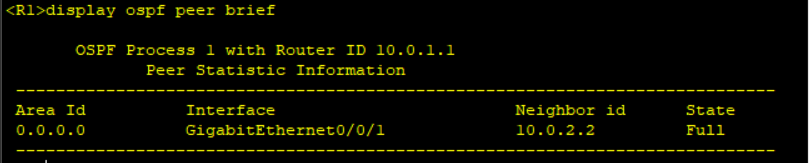 <R1>display ospf peer brief
OSPF Process 1 with Router ID 10.0.1.1
Peer Statistic Information
----------------------------------------------------------------------------
Area Id Interface Neighbor id State
0.0.0.0 GigabitEthernet0/0/1 10.0.2.2 Full
----------------------------------------------------------------------------